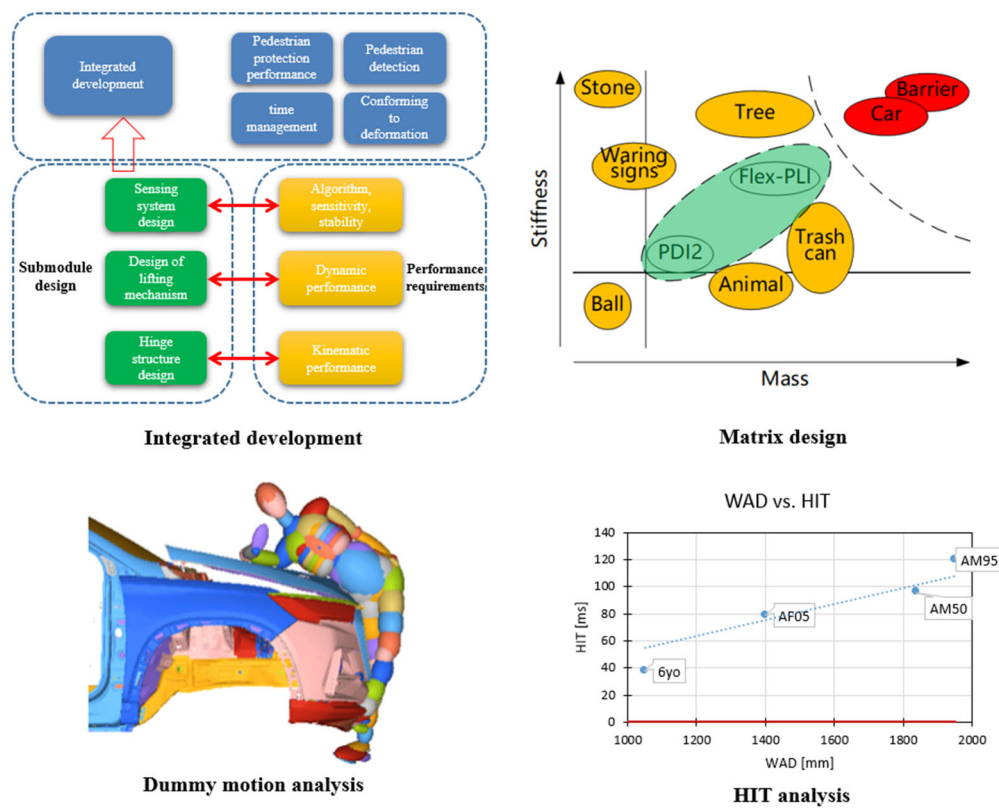 Integrated
development
Pedestrian
protection
performance
Pedestrian
detection
time
management
Conforming
to
deformation
Submodule
design
Sensing
system
design
Algorithm,
sensitivity,
stability
Design of
lifting
mechanism
Dynamic
performance
Performance
requirements
Hinge
structure
design
Kinematic
performance
Integrated development
Stiffness
Stone
Tree
Barrier
Car
Waring
signs
Flex-PLI
PDI2
Trash
can
Animal
Ball
Mass
Matrix design
Dummy motion analysis
WAD vs. HIT
HIT [ms]
140
120
100
80
60
40
20
0
6yo
AF05
AM50
AM95
1000 1200 1400 1600 1800 2000
WAD [mm]
HIT analysis